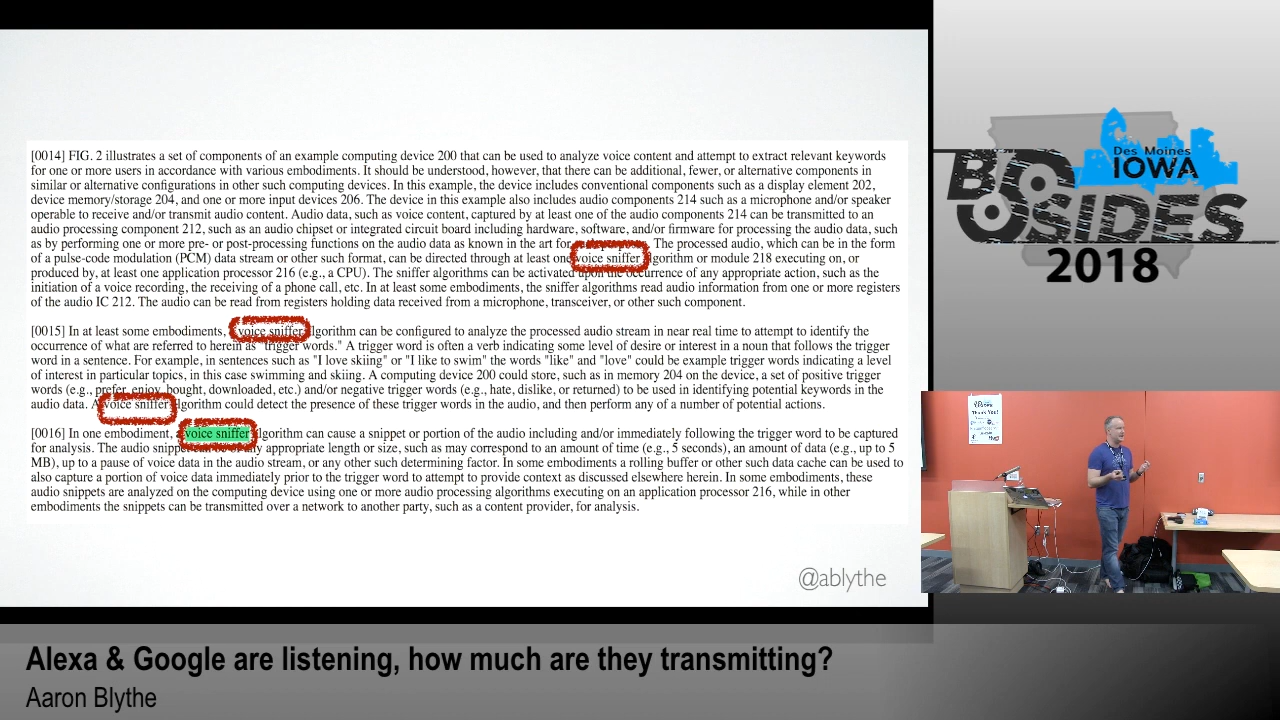 [0014] FIG. 2 illustrates a set of components of an example computing device 200 that can be used to analyze voice content and attempt to extract relevant keywords
for one or more users in accordance with various embodiments. It should be understood, however, that there can be additional, fewer, or alternative components in
similar or alternative configurations in other such computing devices. In this example, the device includes conventional components such as a display element 202,
device memory/storage 204, and one or more input devices 206. The device in this example also includes audio components 214 such as a microphone and/or speaker
operable to receive and/or transmit audio content. Audio data, such as voice content, captured by at least one of the audio components 214 can be transmitted to an
audio processing component 212, such as an audio chipset or integrated circuit board including hardware, software, and/or firmware for processing the audio data, such
as by performing one or more pre- or post-processing functions on the audio data as known in the art for The processed audio, which can be in the form
of a pulse-code modulation (PCM) data stream or other such format, can be directed through at least one voice sniffer lgorithm or module 218 executing on, or
produced by, at least one application processor 216 (e.g., a CPU). The sniffer algorithms can be activated upon the occurrence of any appropriate action, such as the
initiation of a voice recording, the receiving of a phone call, etc. In at least some embodiments, the sniffer algorithms read audio information from one or more registers
of the audio IC 212. The audio can be read from registers holding data received from a microphone, transceiver, or other such component.
[0015] In at least some embodiments, voice sniffer lgorithm can be configured to analyze the processed audio stream in near real time to attempt to identify the
occurrence of what are referred to herein as "trigger words." A trigger word is often a verb indicating some level of desire or interest in a noun that follows the trigger
word in a sentence. For example, in sentences such as "I love skiing" or "I like to swim" the words "like" and "love" could be example trigger words indicating a level
of interest in particular topics, in this case swimming and skiing. A computing device 200 could store, such as in memory 204 on the device, a set of positive trigger
words (e.g., prefer, enjoy, bought, downloaded, etc.) and/or negative trigger words (e.g., hate, dislike, or returned) to be used in identifying potential keywords in the
audio data. A voice sniffer lgorithm could detect the presence of these trigger words in the audio, and then perform any of a number of potential actions.
[0016] In one embodiment, voice sniffer lgorithm can cause a snippet or portion of the audio including and/or immediately following the trigger word to be captured
for analysis. The audio snippet can be of any appropriate length or size, such as may correspond to an amount of time (e.g., 5 seconds), an amount of data (e.g., up to 5
MB), up to a pause of voice data in the audio stream, or any other such determining factor. In some embodiments a rolling buffer or other such data cache can be used to
also capture a portion of voice data immediately prior to the trigger word to attempt to provide context as discussed elsewhere herein. In some embodiments, these
audio snippets are analyzed on the computing device using one or more audio processing algorithms executing on an application processor 216, while in other
embodiments the snippets can be transmitted over a network to another party, such as a content provider, for analysis.
@ablythe
Des Moines
IOWA
BSIDES
2018
Thank You!
Alexa & Google are listening, how much are they transmitting?
Aaron Blythe